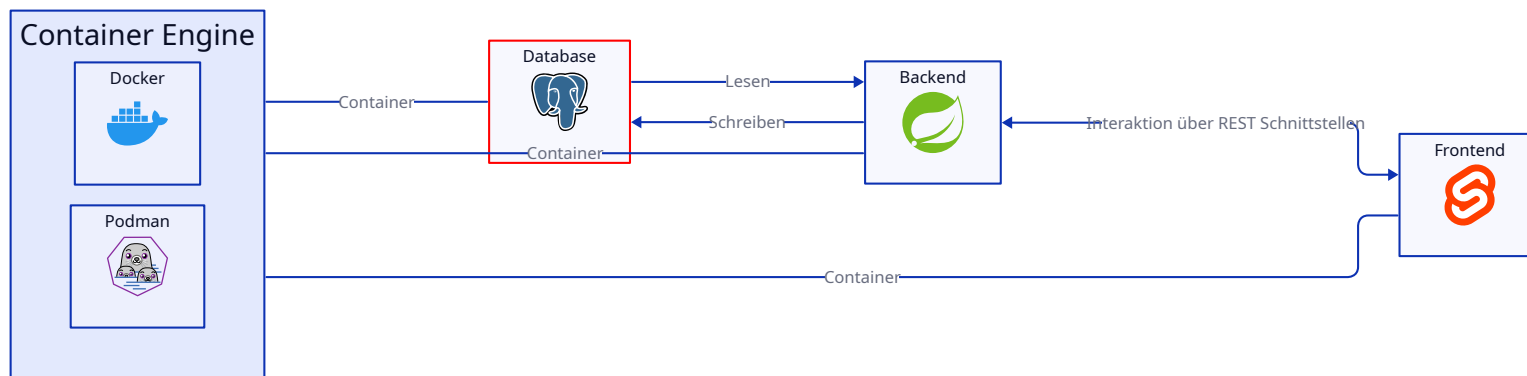 Container Engine
Docker
Podman
Container
Database
Lesen
Schreiben
Container
Backend
Interaktion über REST Schnittstellen
Frontend
Container